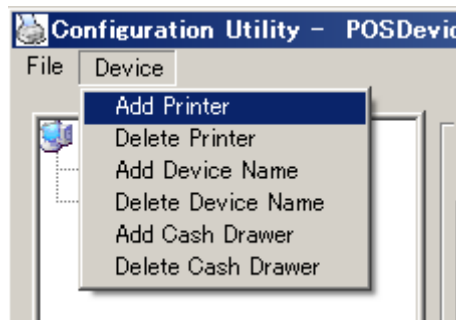 Configuration Utility - POSDevic
File Device
Add Printer
Delete Printer
Add Device Name
Delete Device Name
Add Cash Drawer
Delete Cash Drawer